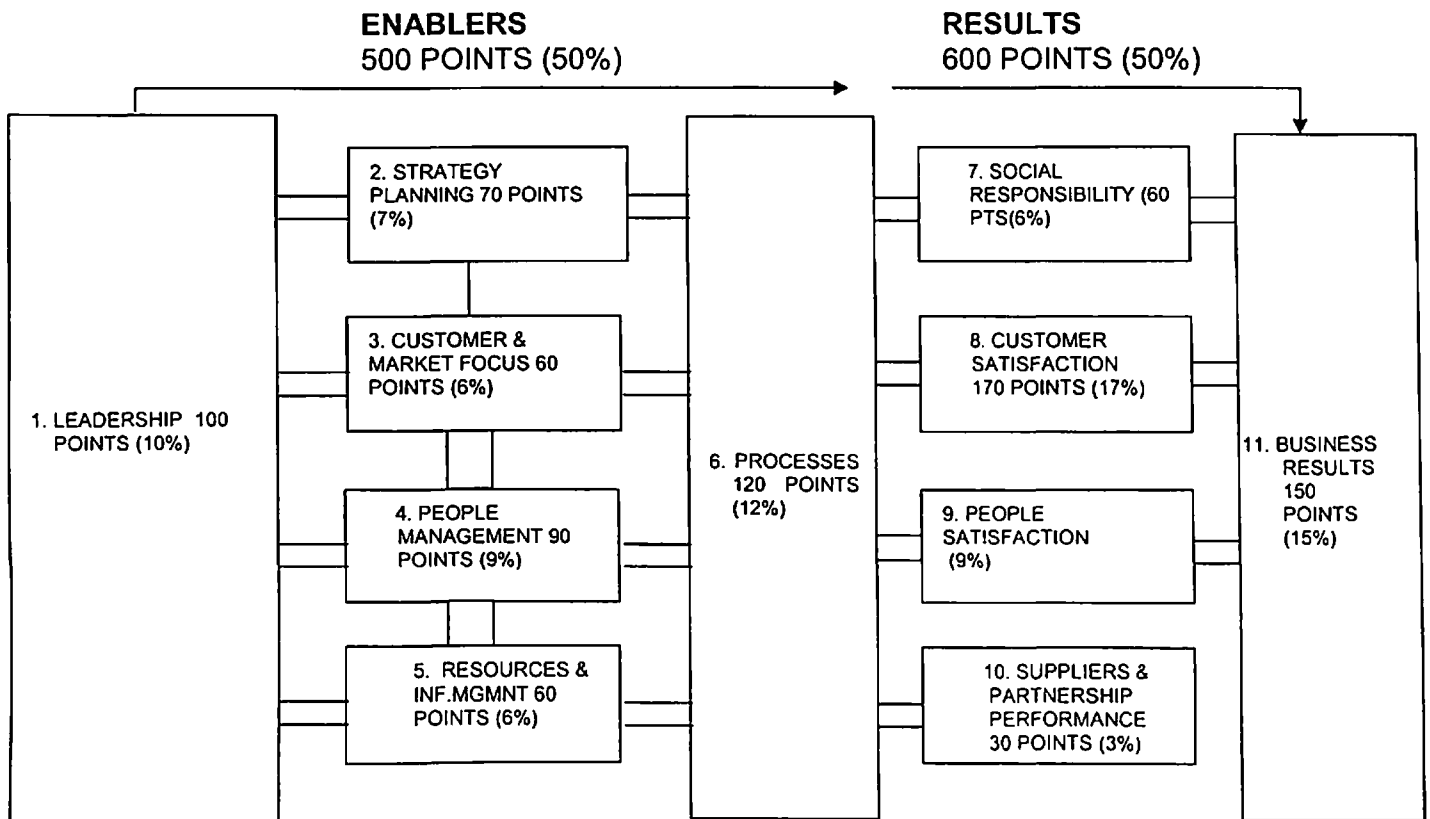 ENABLERS
500 POINTS (50%)
RESULTS
600 POINTS (50%)
1. LEADERSHIP 100
POINTS (10%)
2. STRATEGY
PLANNING 70 POINTS
(7%)
3. CUSTOMER &
MARKET FOCUS 60
POINTS (6%)
4. PEOPLE
MANAGEMENT 90
POINTS (9%)
5. RESOURCES &
INF.MGMNT 60
POINTS (6%)
6. PROCESSES
120 POINTS
(12%)
7. SOCIAL
RESPONSIBILITY (60
PTS(6%)
8. CUSTOMER
SATISFACTION
170 POINTS (17%)
9. PEOPLE
SATISFACTION
(9%)
10. SUPPLIERS &
PARTNERSHIP
PERFORMANCE
30 POINTS (3%)
11. BUSINESS
RESULTS
150
POINTS
(15%)